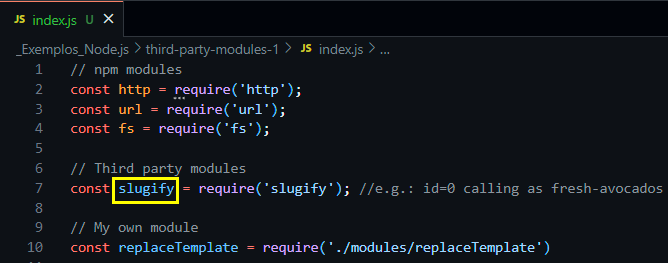 JS index.js U X
_Exemplos_Node.js > third-party-modules-1 > JS index.js > ...
1 // npm modules
2 const http = require('http');
3 const url = require('url');
4 const fs = require('fs');
5
6 // Third party modules
7 const slugify = require('slugify'); //e.g.: id=0 calling as fresh-avocados
8
9 // My own module
10 const replaceTemplate = require('./modules/replaceTemplate')